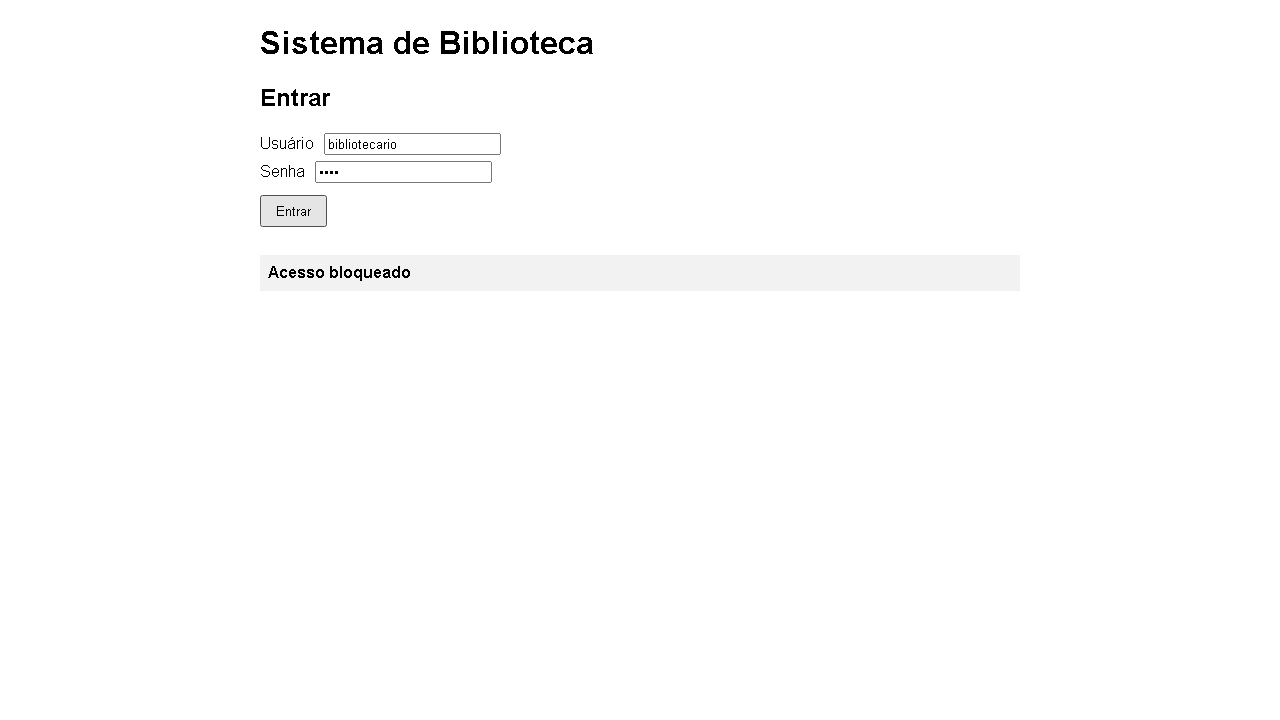 Sistema de Biblioteca
Entrar
Usuário bibliotecario
Senha ••••
Entrar
Acesso bloqueado